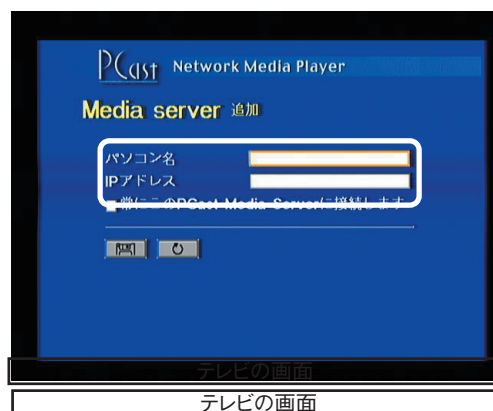 PCast Network Media Player
Media server 追加
パソコン名
IPアドレス
常にこのPCast Media Serverに接続します
テレビの画面
テレビの画面